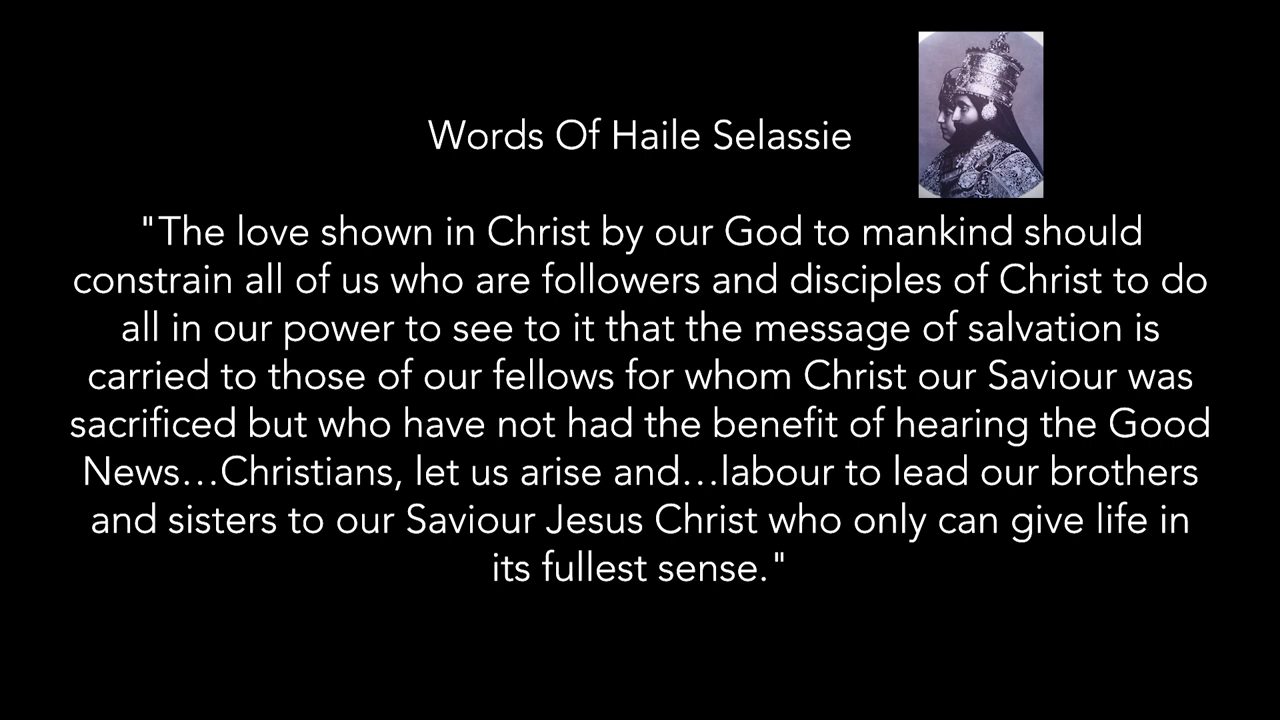 Words Of Haile Selassie
"The love shown in Christ by our God to mankind should
constrain all of us who are followers and disciples of Christ to do
all in our power to see to it that the message of salvation is
carried to those of our fellows for whom Christ our Saviour was
sacrificed but who have not had the benefit of hearing the Good
News...Christians, let us arise and...labour to lead our brothers
and sisters to our Saviour Jesus Christ who only can give life in
its fullest sense."